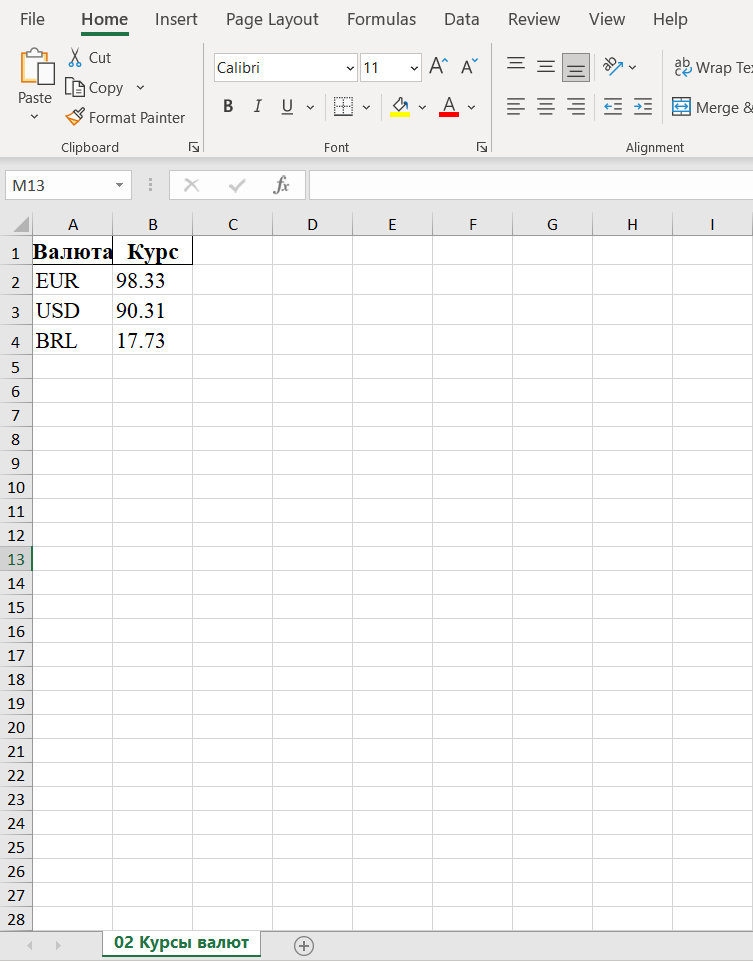 File Home Insert Page Layout Formulas Data Review View Help
Paste
Cut
Copy
Format Painter
Clipboard
Calibri 11
B I U
Font
Wrap Te
Merge &
Alignment
M13 fx
A B C D E F G H I
1 Валюта Курс
2 EUR 98.33
3 USD 90.31
4 BRL 17.73
5
6
7
8
9
10
11
12
13
14
15
16
17
18
19
20
21
22
23
24
25
26
27
28
02 Курсы валют